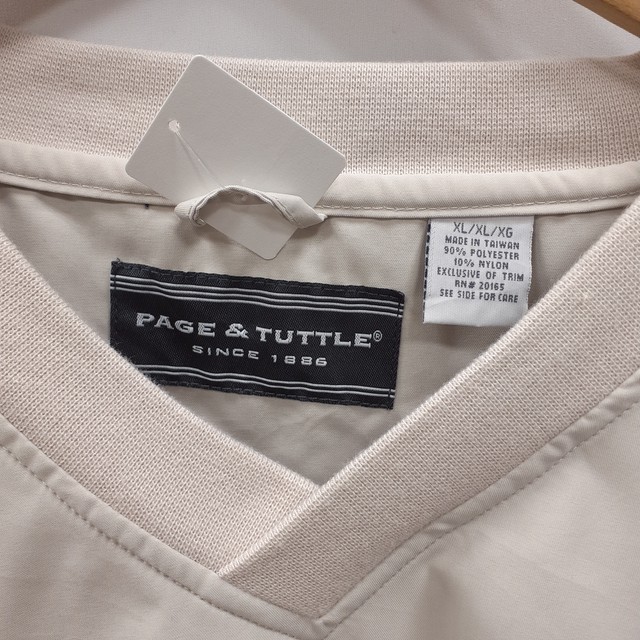 XL/XL/XG
MADE IN TAIWAN
90% POLYESTER
10% NYLON
EXCLUSIVE OF TRIM
RN# 20165
SEE SIDE FOR CARE
PAGE & TUTTLE®
SINCE 1886